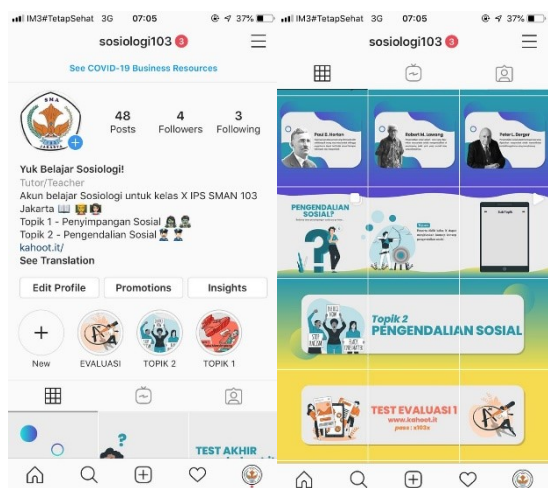 IM3#TetapSehat 3G 07:05 37%
sosiologi103 3
See COVID-19 Business Resources
SMA
48 4 3
Posts Followers Following
Yuk Belajar Sosiologi!
Tutor/Teacher
Akun belajar Sosiologi untuk kelas X IPS SMAN 103
Jakarta
Topik 1 - Penyimpangan Sosial
Topik 2 - Pengendalian Sosial
kahoot.it/
See Translation
Edit Profile Promotions Insights
New EVALUASI TOPIK 2 TOPIK 1
?
TEST AKHIR
IM3#TetapSehat 3G 07:05 37%
sosiologi103 3
Paul B. Horton
Robert M. Lawang
Peter L. Berger
PENGENDALIAN
SOSIAL?
?
Topik 2
PENGENDALIAN SOSIAL
TEST EVALUASI 1
www.kahoot.it
pass : x103s